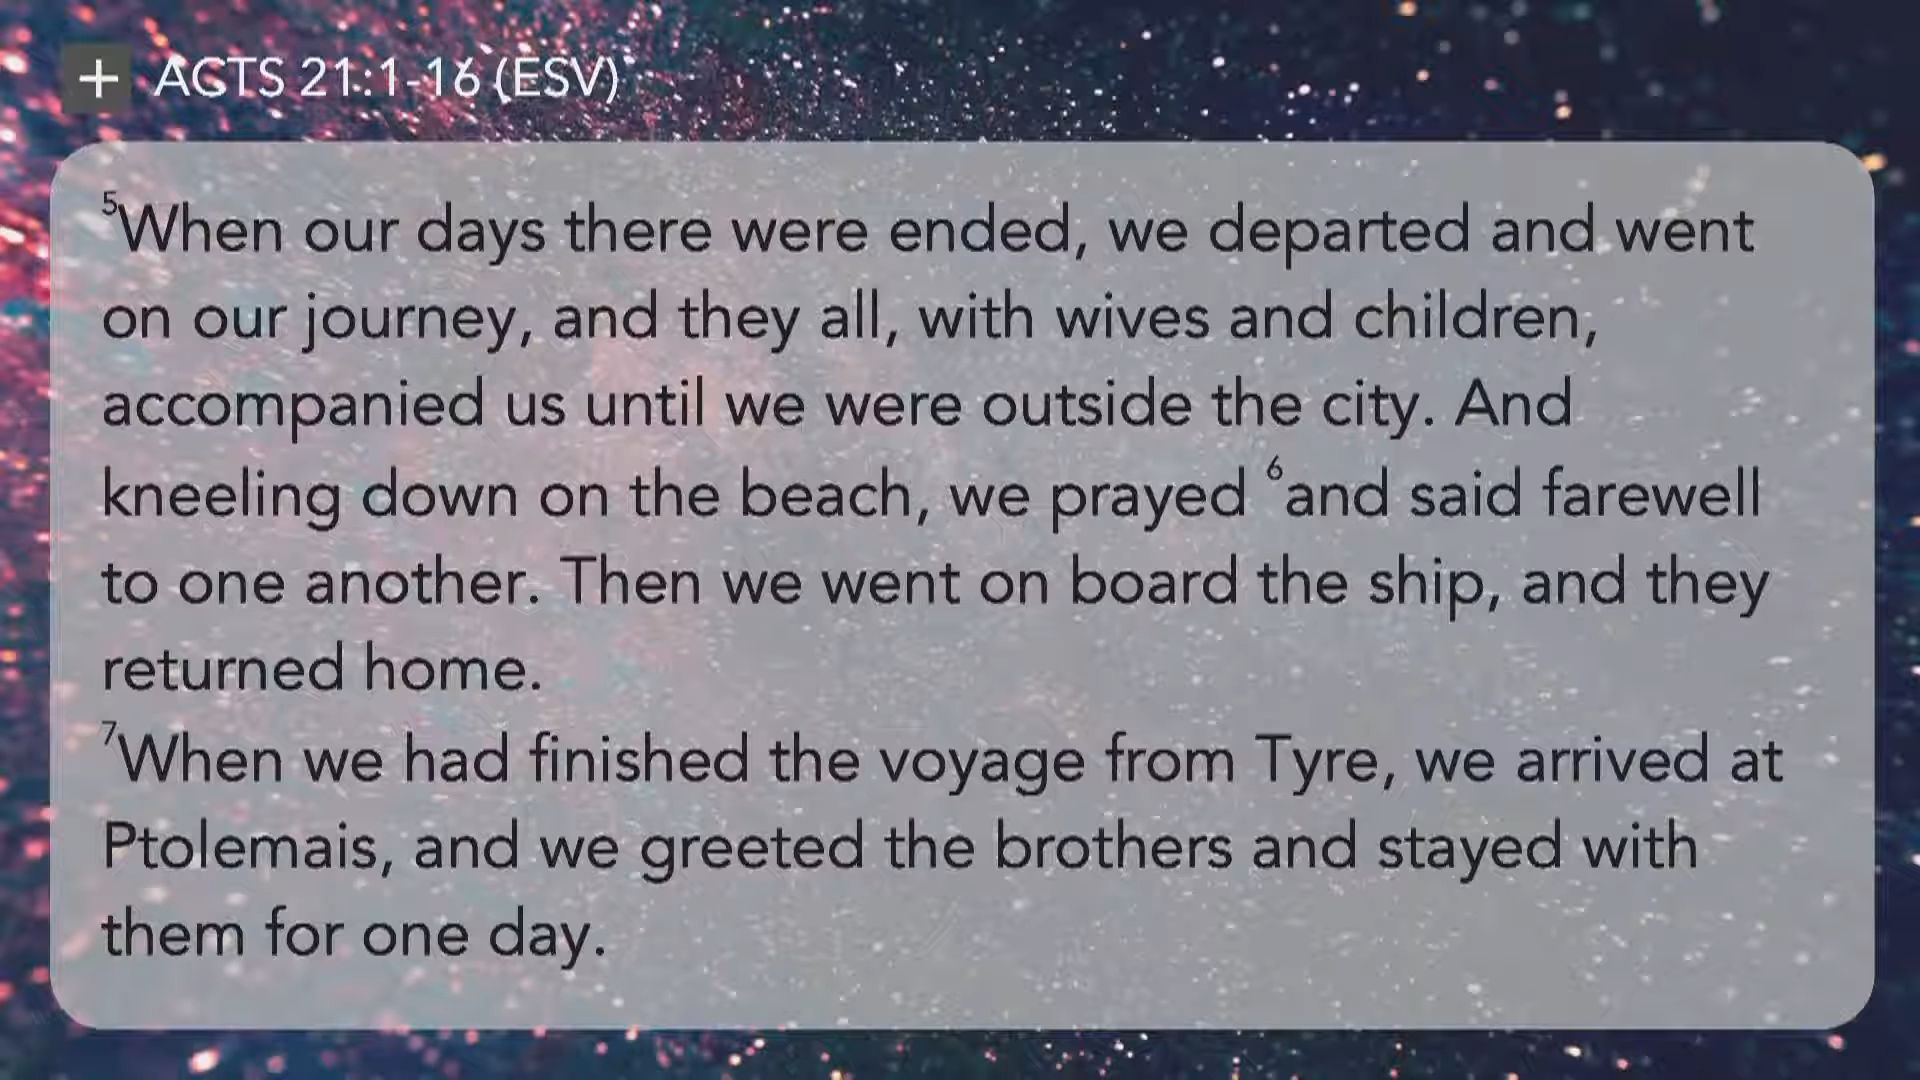 + ACTS 21:1-16 (ESV)
⁵When our days there were ended, we departed and went
on our journey, and they all, with wives and children,
accompanied us until we were outside the city. And
kneeling down on the beach, we prayed ⁶and said farewell
to one another. Then we went on board the ship, and they
returned home.
⁷When we had finished the voyage from Tyre, we arrived at
Ptolemais, and we greeted the brothers and stayed with
them for one day.